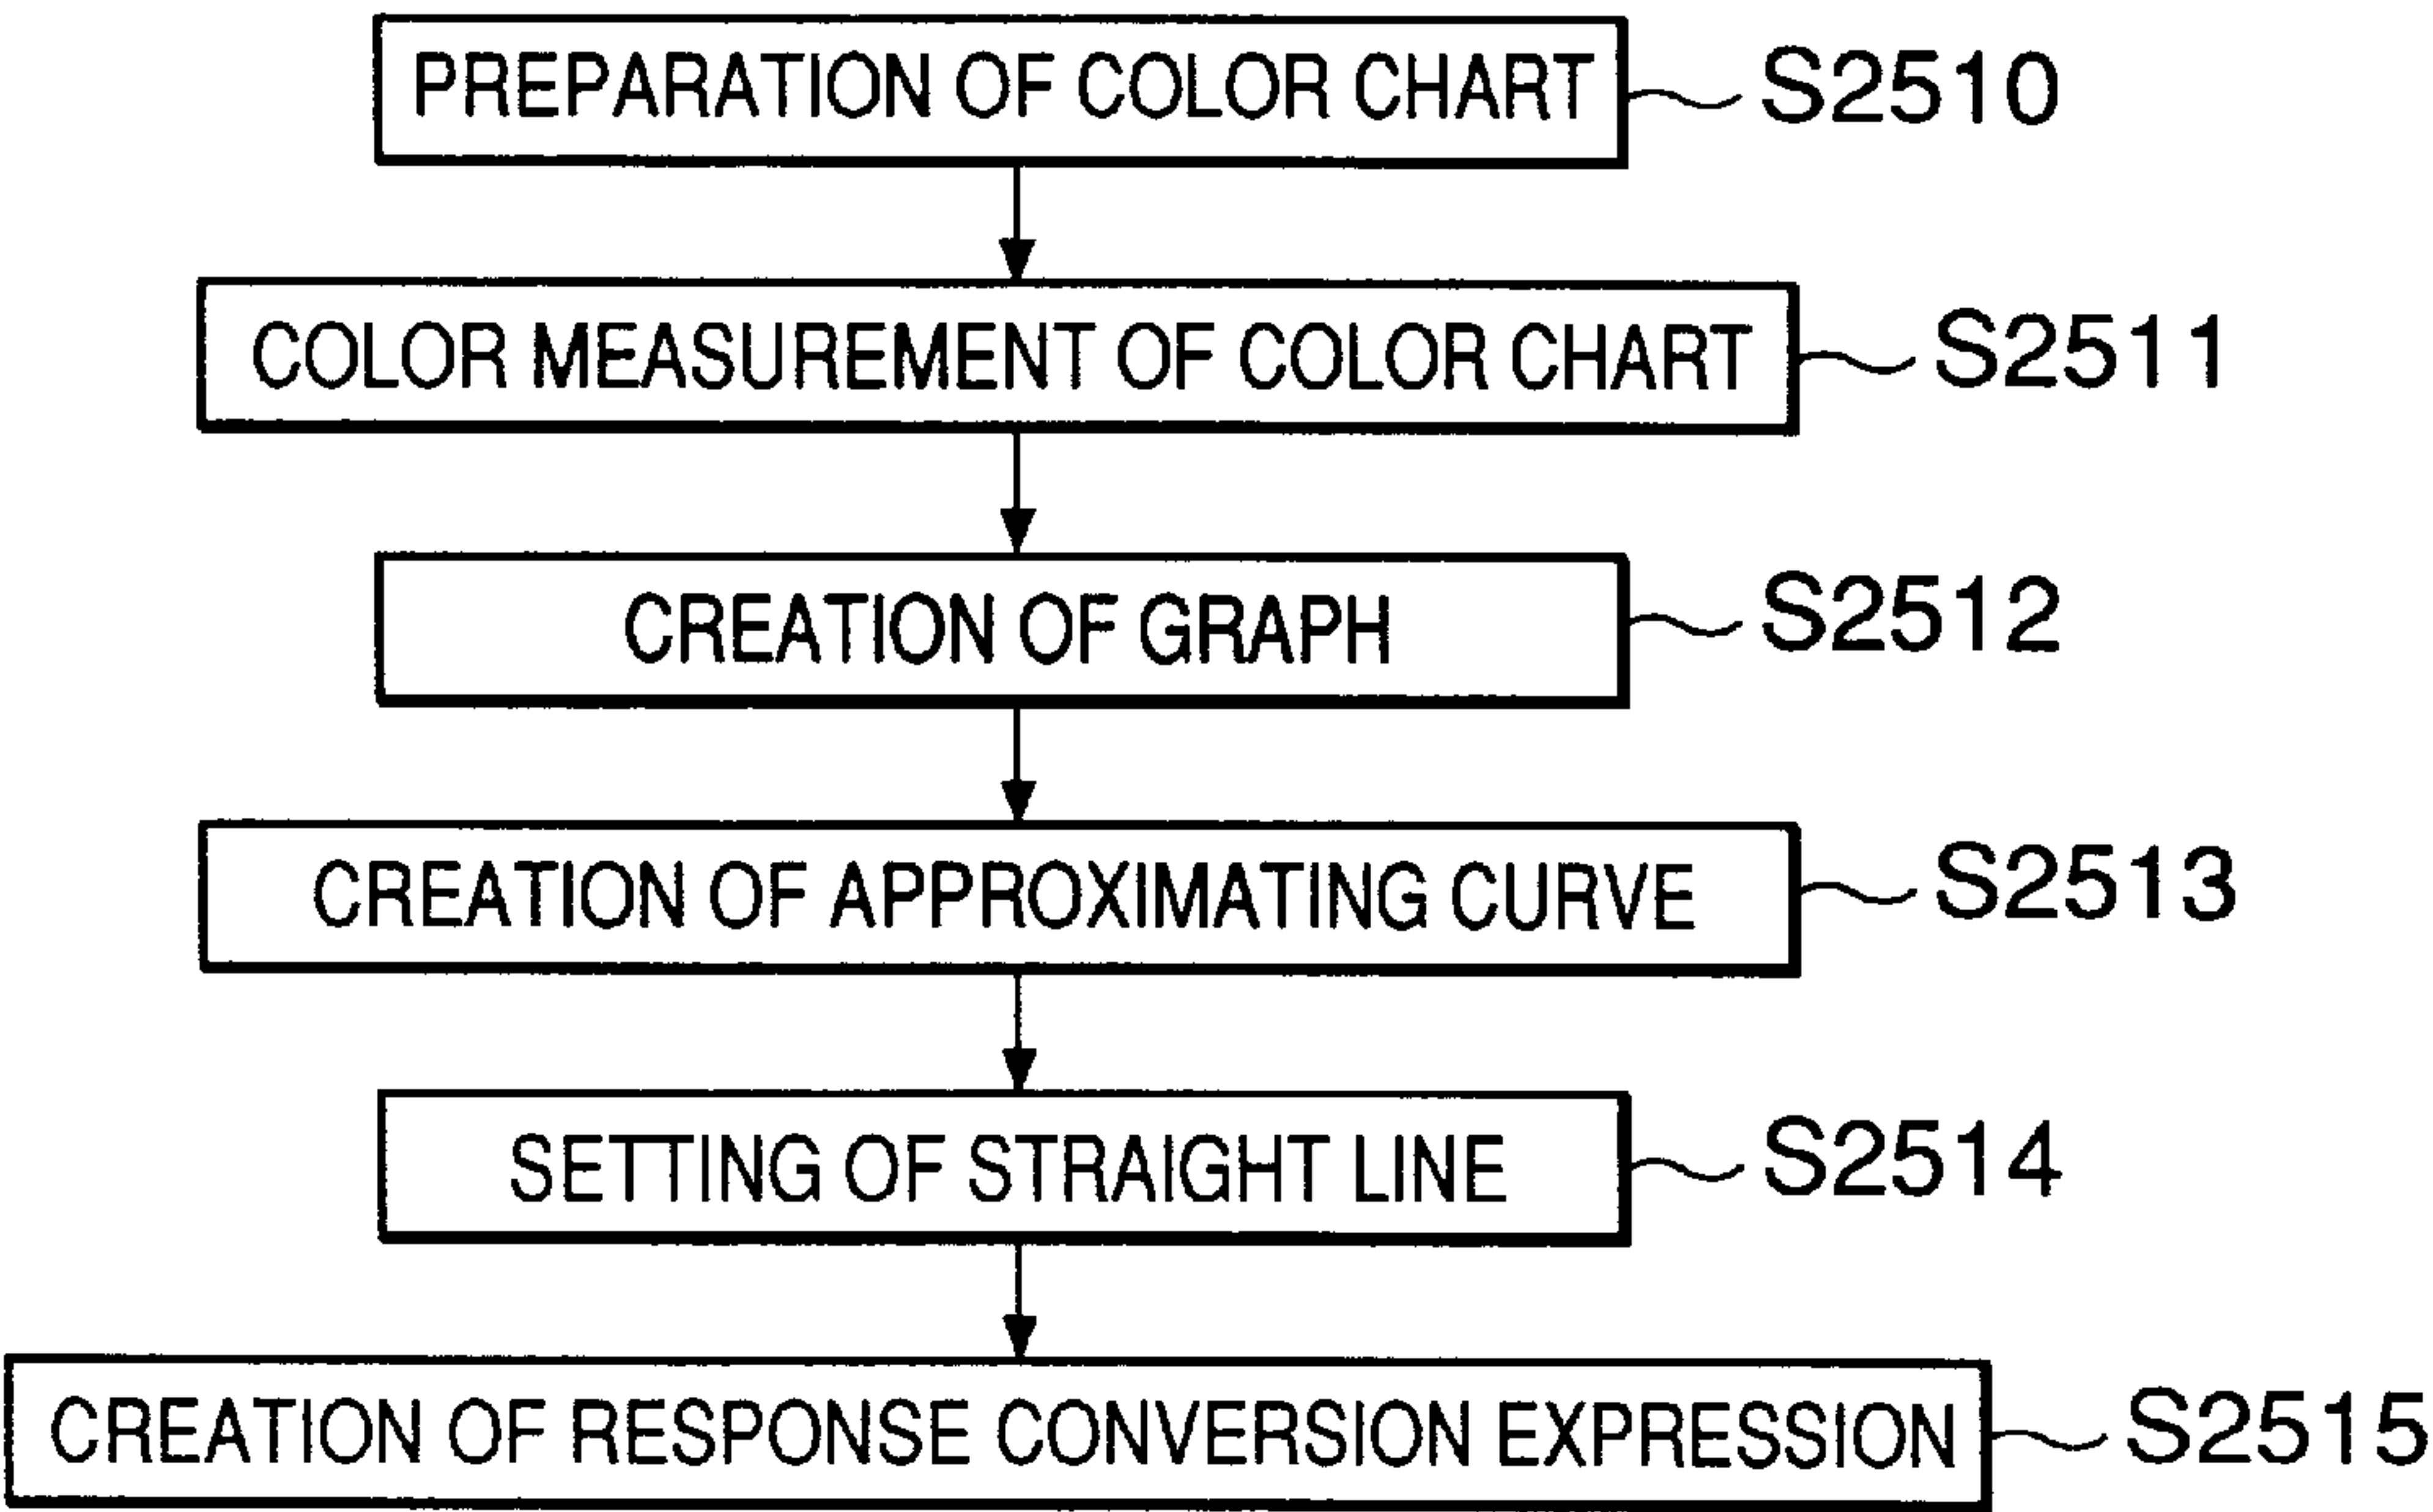 PREPARATION OF COLOR CHART S2510
COLOR MEASUREMENT OF COLOR CHART S2511
CREATION OF GRAPH S2512
CREATION OF APPROXIMATING CURVE S2513
SETTING OF STRAIGHT LINE S2514
CREATION OF RESPONSE CONVERSION EXPRESSION S2515